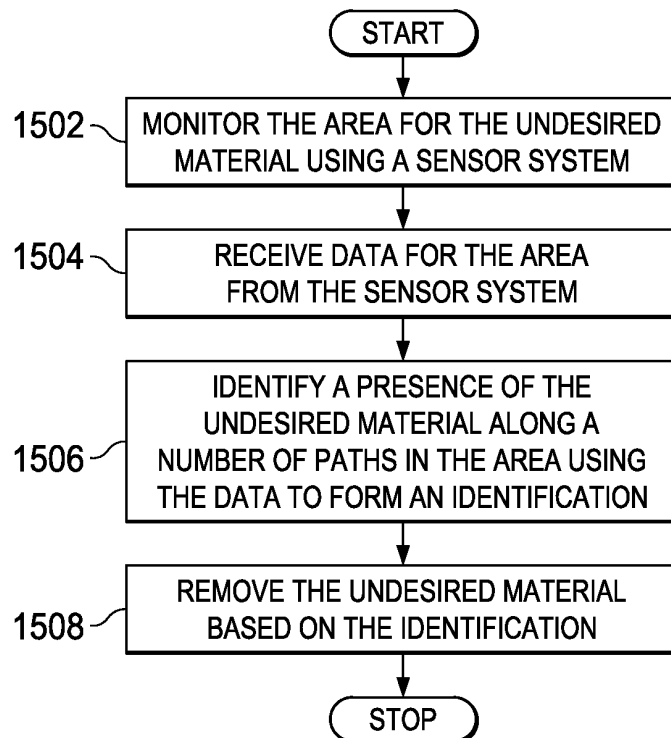 START
1502
MONITOR THE AREA FOR THE UNDESIRED
MATERIAL USING A SENSOR SYSTEM
1504
RECEIVE DATA FOR THE AREA
FROM THE SENSOR SYSTEM
1506
IDENTIFY A PRESENCE OF THE
UNDESIRED MATERIAL ALONG A
NUMBER OF PATHS IN THE AREA USING
THE DATA TO FORM AN IDENTIFICATION
1508
REMOVE THE UNDESIRED MATERIAL
BASED ON THE IDENTIFICATION
STOP